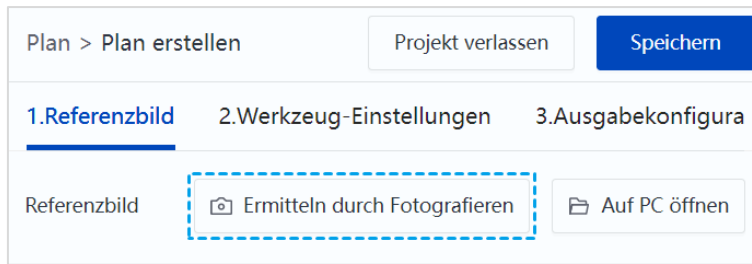 Plan > Plan erstellen Projekt verlassen Speichern
1.Referenzbild 2.Werkzeug-Einstellungen 3.Ausgabekonfigura
Referenzbild Ermitteln durch Fotografieren Auf PC öffnen